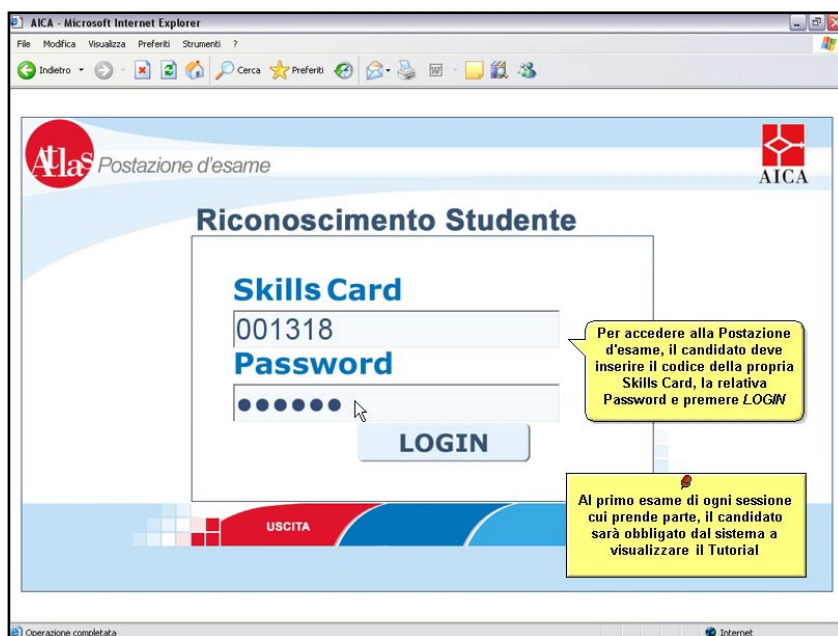 AICA - Microsoft Internet Explorer
File Modifica Visualizza Preferiti Strumenti ?
Indietro Cerca Preferiti
Atlas Postazione d'esame
AICA
Riconoscimento Studente
Skills Card
001318
Password
●●●●●●
LOGIN
Per accedere alla Postazione
d'esame, il candidato deve
inserire il codice della propria
Skills Card, la relativa
Password e premere LOGIN
Al primo esame di ogni sessione
cui prende parte, il candidato
sarà obbligato dal sistema a
visualizzare il Tutorial
USCITA
Operazione completata
Internet